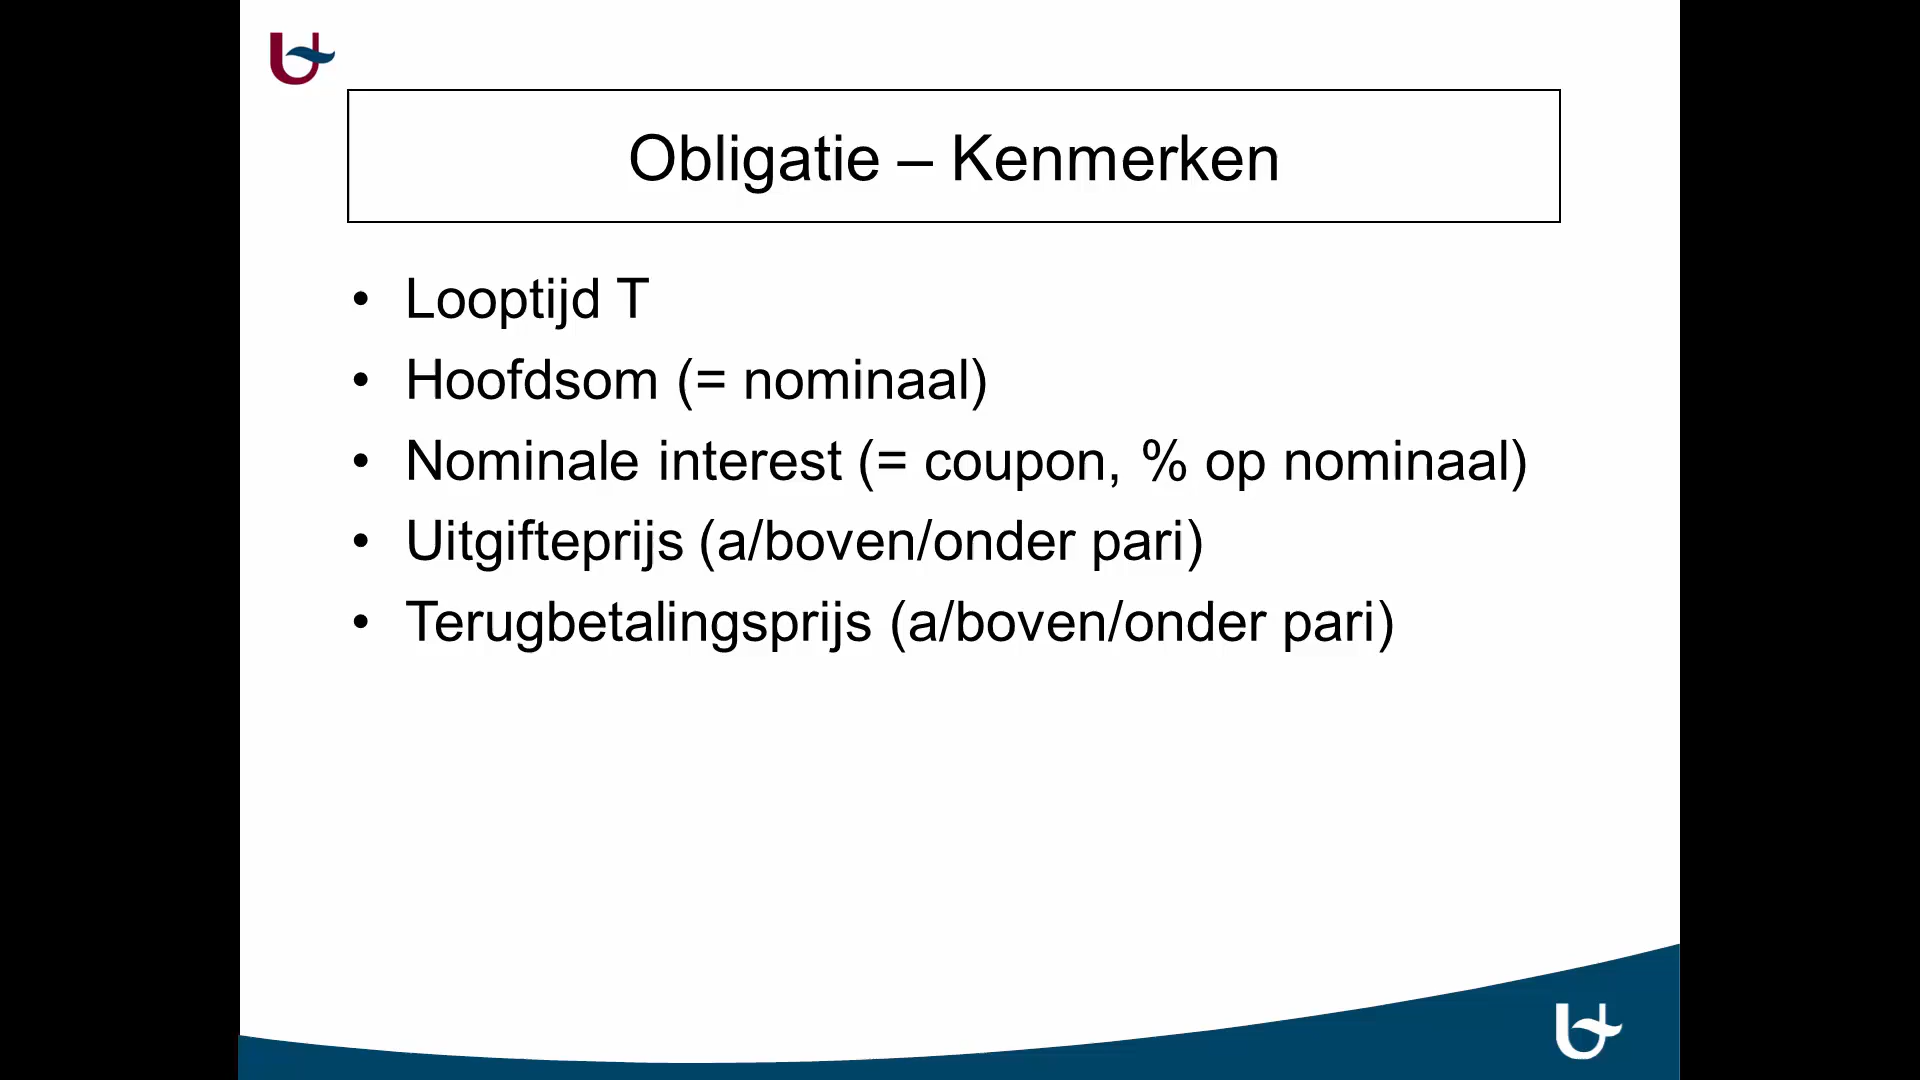 Obligatie – Kenmerken
• Looptijd T
• Hoofdsom (= nominaal)
• Nominale interest (= coupon, % op nominaal)
• Uitgifteprijs (a/boven/onder pari)
• Terugbetalingsprijs (a/boven/onder pari)